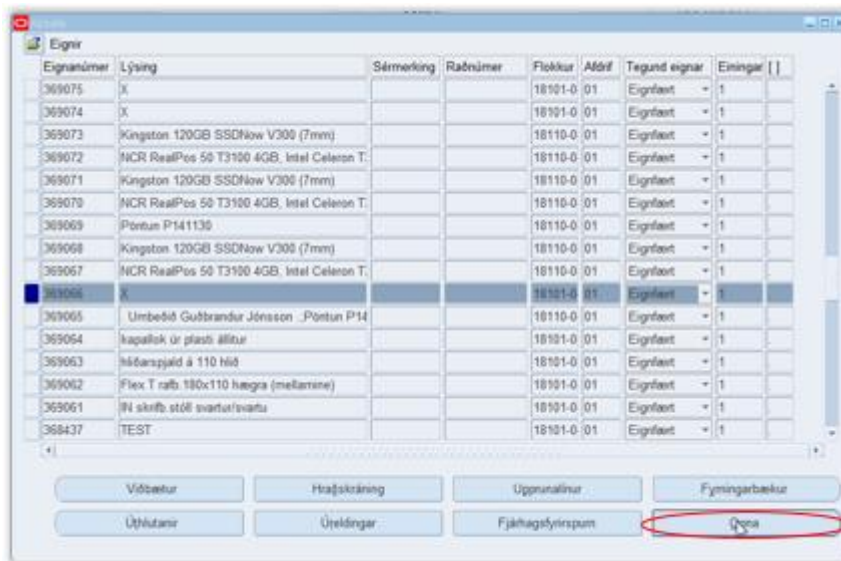 Eignir
Eignanúmer Lýsing Sérmerking Raðnúmer Flokkur Afdrif Tegund eignar Einingar [ ]
369075 X 18101-0 01 Eignfært 1
369074 X 18101-0 01 Eignfært 1
369073 Kingston 120GB SSDNow V300 (7mm) 18110-0 01 Eignfært 1
369072 NCR RealPos 50 T3100 4GB, Intel Celeron T. 18110-0 01 Eignfært 1
369071 Kingston 120GB SSDNow V300 (7mm) 18110-0 01 Eignfært 1
369070 NCR RealPos 50 T3100 4GB, Intel Celeron T. 18110-0 01 Eignfært 1
369069 Pöntun P141130 18110-0 01 Eignfært 1
369068 Kingston 120GB SSDNow V300 (7mm) 18110-0 01 Eignfært 1
369067 NCR RealPos 50 T3100 4GB, Intel Celeron T. 18110-0 01 Eignfært 1
369066 X 18101-0 01 Eignfært 1
369065 Umbeðið Guðbrandur Jónsson .:Pöntun P14 18110-0 01 Eignfært 1
369064 kapallok úr plasti állitur 18101-0 01 Eignfært 1
369063 hliðarspjald á 110 hlið 18101-0 01 Eignfært 1
369062 Flex T rafb.180x110 hægra (mellamine) 18101-0 01 Eignfært 1
369061 IN skrifb.stóll svartur/svartu 18101-0 01 Eignfært 1
368437 TEST 18101-0 01 Eignfært 1
Viðbætur Hraðskráning Upprunalínur Fyrningarbækur
Úthlutanir Úreldingar Fjárhagsfyrirspurn Opna